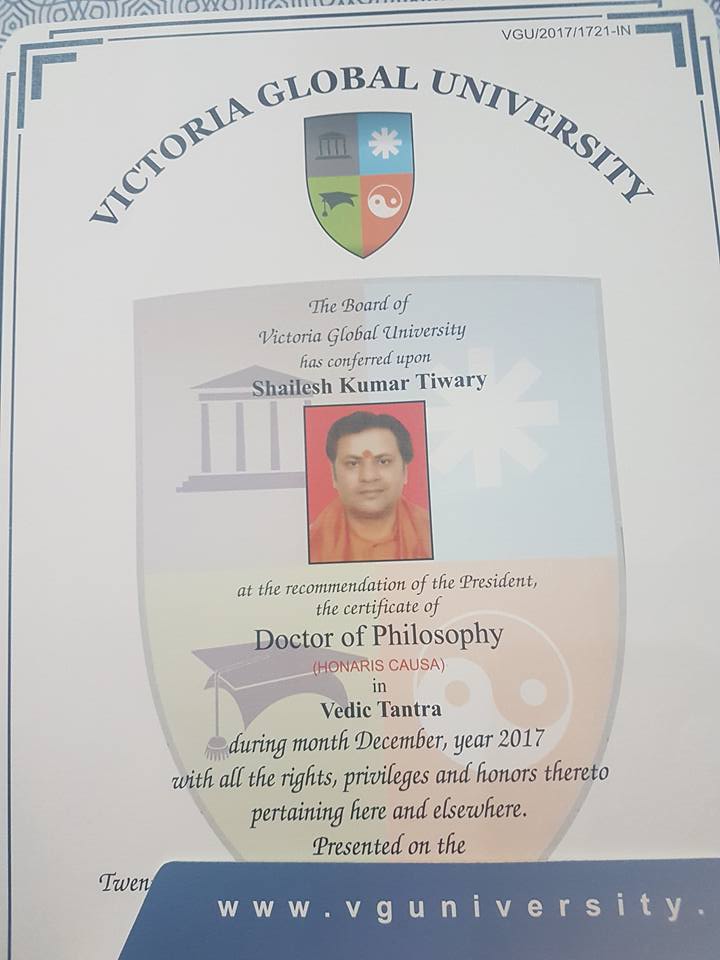 VGU/2017/1721-IN
VICTORIA GLOBAL UNIVERSITY
The Board of
Victoria Global University
has conferred upon
Shailesh Kumar Tiwary
at the recommendation of the President,
the certificate of
Doctor of Philosophy
(HONARIS CAUSA)
in
Vedic Tantra
during month December, year 2017
with all the rights, privileges and honors thereto
pertaining here and elsewhere.
Presented on the
Twen
www.vguniversity.